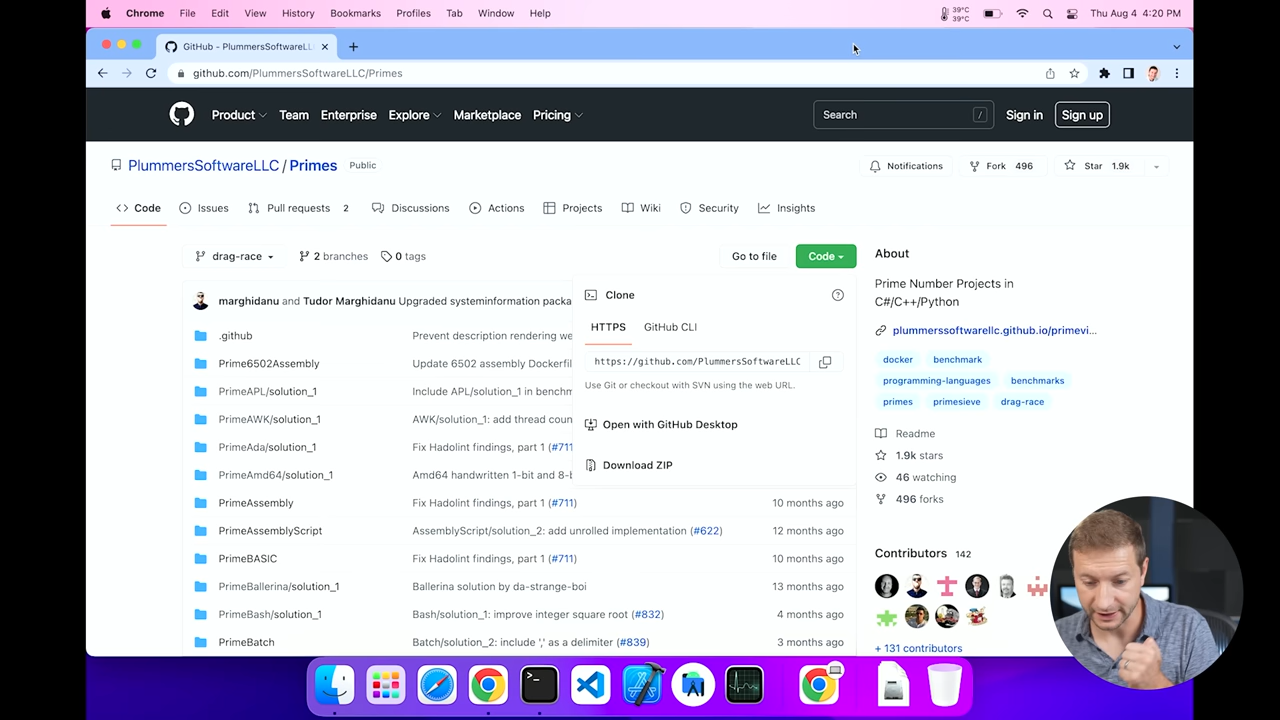 Chrome File Edit View History Bookmarks Profiles Tab Window Help 39°C 39°C Thu Aug 4 4:20 PM
GitHub - PlummersSoftwareLL
github.com/PlummersSoftwareLLC/Primes
Product Team Enterprise Explore Marketplace Pricing Search / Sign in Sign up
PlummersSoftwareLLC / Primes Public Notifications Fork 496 Star 1.9k
Code Issues Pull requests 2 Discussions Actions Projects Wiki Security Insights
drag-race 2 branches 0 tags Go to file Code
About
Prime Number Projects in
C#/C++/Python
plummerssoftwarellc.github.io/primevi...
docker benchmark
programming-languages benchmarks
primes primesieve drag-race
Readme
1.9k stars
46 watching
496 forks
Contributors 142
+ 131 contributors
Clone
HTTPS GitHub CLI
https://github.com/PlummersSoftwareLLC
Use Git or checkout with SVN using the web URL.
Open with GitHub Desktop
Download ZIP
marghidanu and Tudor Marghidanu Upgraded systeminformation packa
.github Prevent description rendering we
Prime6502Assembly Update 6502 assembly Dockerfil
PrimeAPL/solution_1 Include APL/solution_1 in benchm
PrimeAWK/solution_1 AWK/solution_1: add thread coun
PrimeAda/solution_1 Fix Hadolint findings, part 1 (#711
PrimeAmd64/solution_1 Amd64 handwritten 1-bit and 8-b
PrimeAssembly Fix Hadolint findings, part 1 (#711) 10 months ago
PrimeAssemblyScript AssemblyScript/solution_2: add unrolled implementation (#622) 12 months ago
PrimeBASIC Fix Hadolint findings, part 1 (#711) 10 months ago
PrimeBallerina/solution_1 Ballerina solution by da-strange-boi 13 months ago
PrimeBash/solution_1 Bash/solution_1: improve integer square root (#832) 4 months ago
PrimeBatch Batch/solution_2: include ',' as a delimiter (#839) 3 months ago